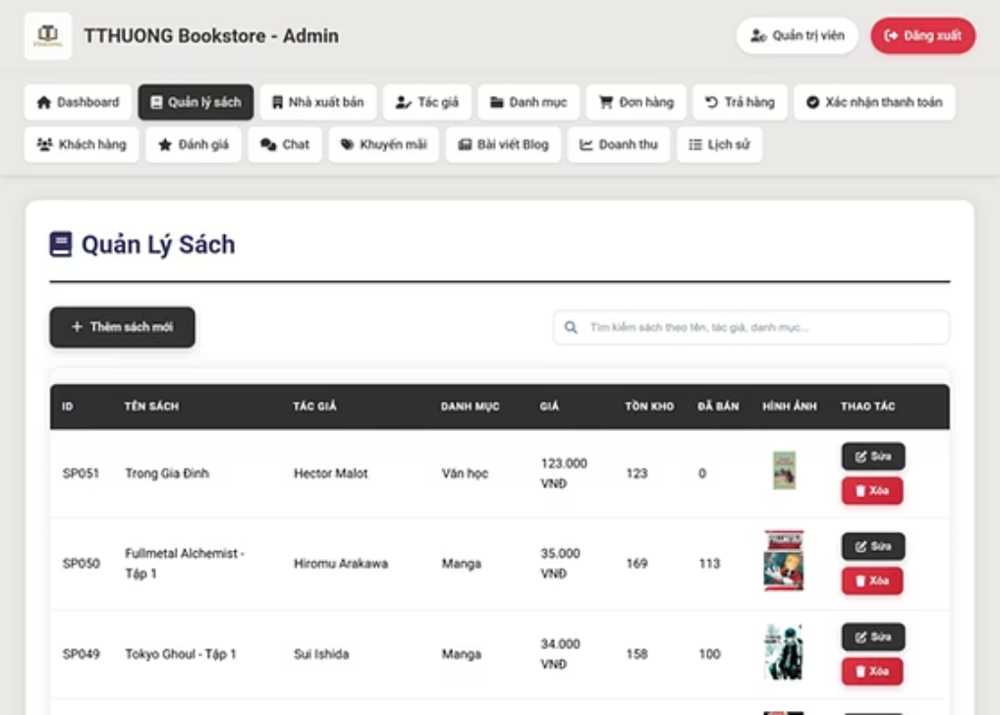 TTHUONG Bookstore - Admin
Quản trị viên
Đăng xuất
Dashboard
Quản lý sách
Nhà xuất bản
Tác giả
Danh mục
Đơn hàng
Trả hàng
Xác nhận thanh toán
Khách hàng
Đánh giá
Chat
Khuyến mãi
Bài viết Blog
Doanh thu
Lịch sử
Quản Lý Sách
+ Thêm sách mới
Tìm kiếm sách theo tên, tác giả, danh mục...
ID TÊN SÁCH TÁC GIẢ DANH MỤC GIÁ TỒN KHO ĐÃ BÁN HÌNH ẢNH THAO TÁC
SP051 Trong Gia Đình Hector Malot Văn học 123.000 VNĐ 123 0
Sửa
Xóa
SP050 Fullmetal Alchemist - Tập 1 Hiromu Arakawa Manga 35.000 VNĐ 169 113
Sửa
Xóa
SP049 Tokyo Ghoul - Tập 1 Sui Ishida Manga 34.000 VNĐ 158 100
Sửa
Xóa